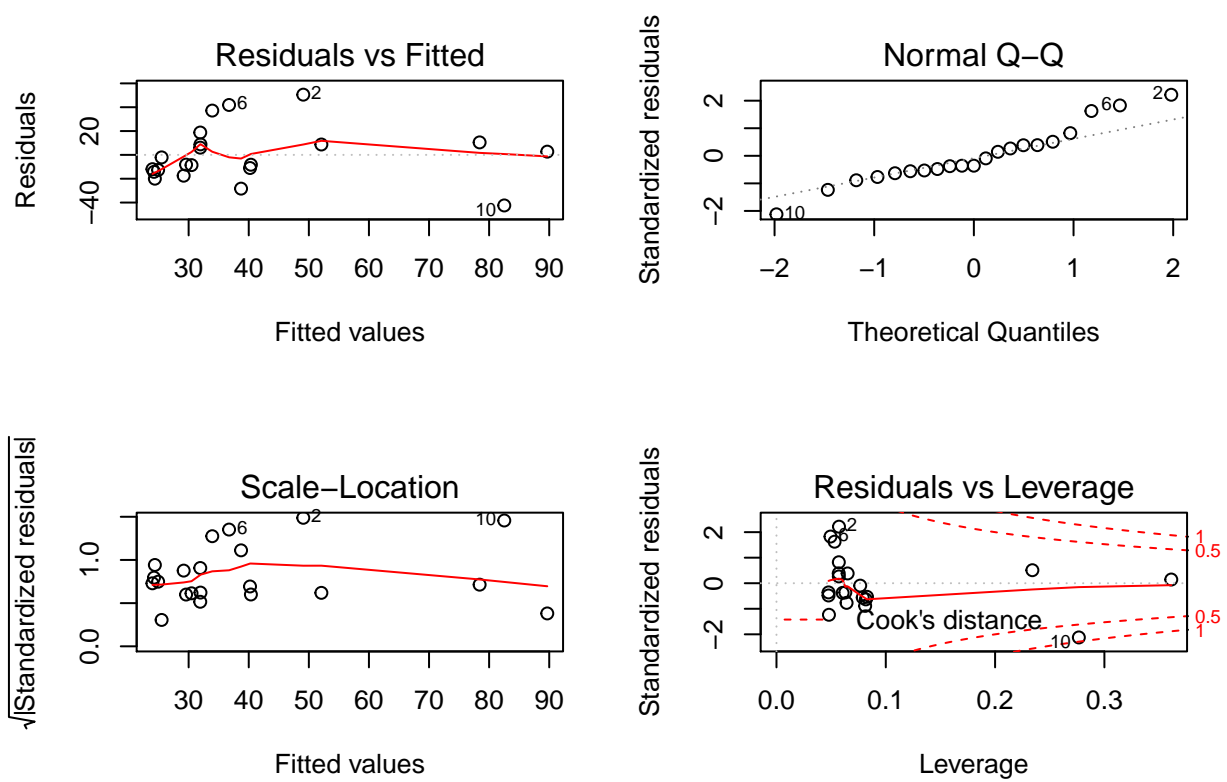 Residuals vs Fitted
Residuals
20
−40
6
2
10
30 40 50 60 70 80 90
Fitted values
Normal Q−Q
Standardized residuals
2
0
−2
10
6
2
−2 −1 0 1 2
Theoretical Quantiles
Scale−Location
√|Standardized residuals|
1.0
0.0
6
2
10
30 40 50 60 70 80 90
Fitted values
Residuals vs Leverage
Standardized residuals
2
0
−2
2
1
0.5
Cook's distance
0.5
1
10
0.0 0.1 0.2 0.3
Leverage